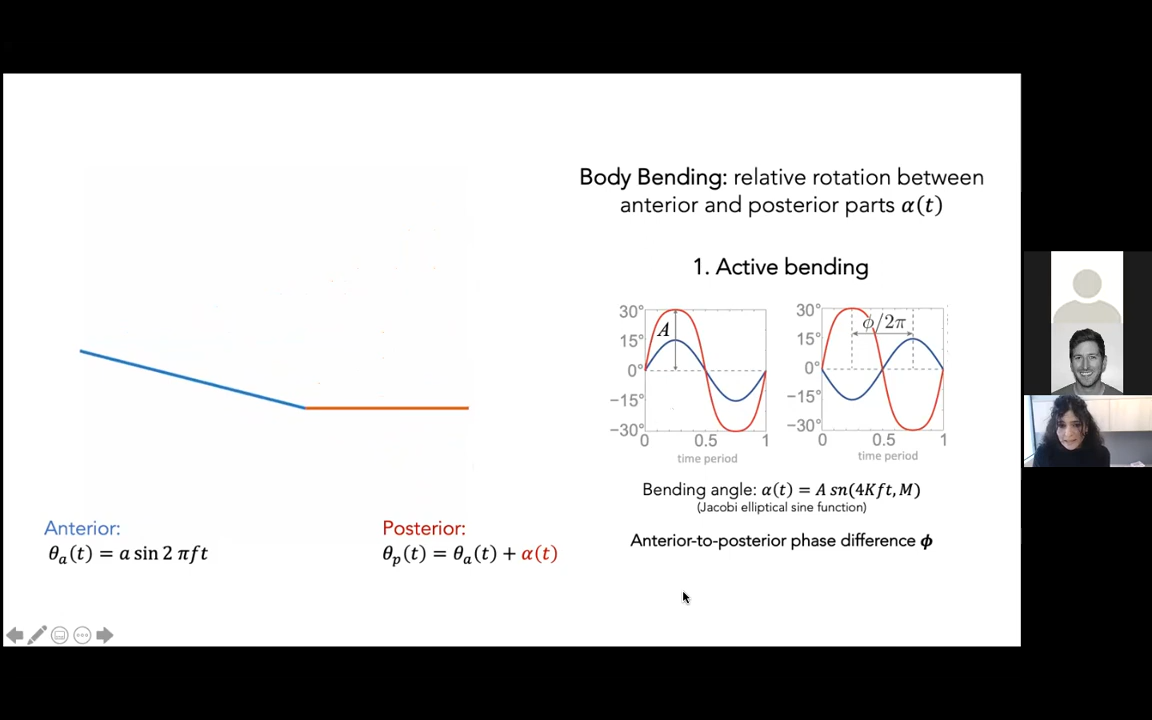 Body Bending: relative rotation between
anterior and posterior parts α(t)
1. Active bending
30°
15°
0°
−15°
−30°
A
0
0.5
1
time period
30°
15°
0°
−15°
−30°
ϕ/2π
0
0.5
1
time period
Bending angle: α(t) = A sn(4Kft, M)
(Jacobi elliptical sine function)
Anterior-to-posterior phase difference ϕ
Anterior:
θₐ(t) = a sin 2 πft
Posterior:
θₚ(t) = θₐ(t) + α(t)